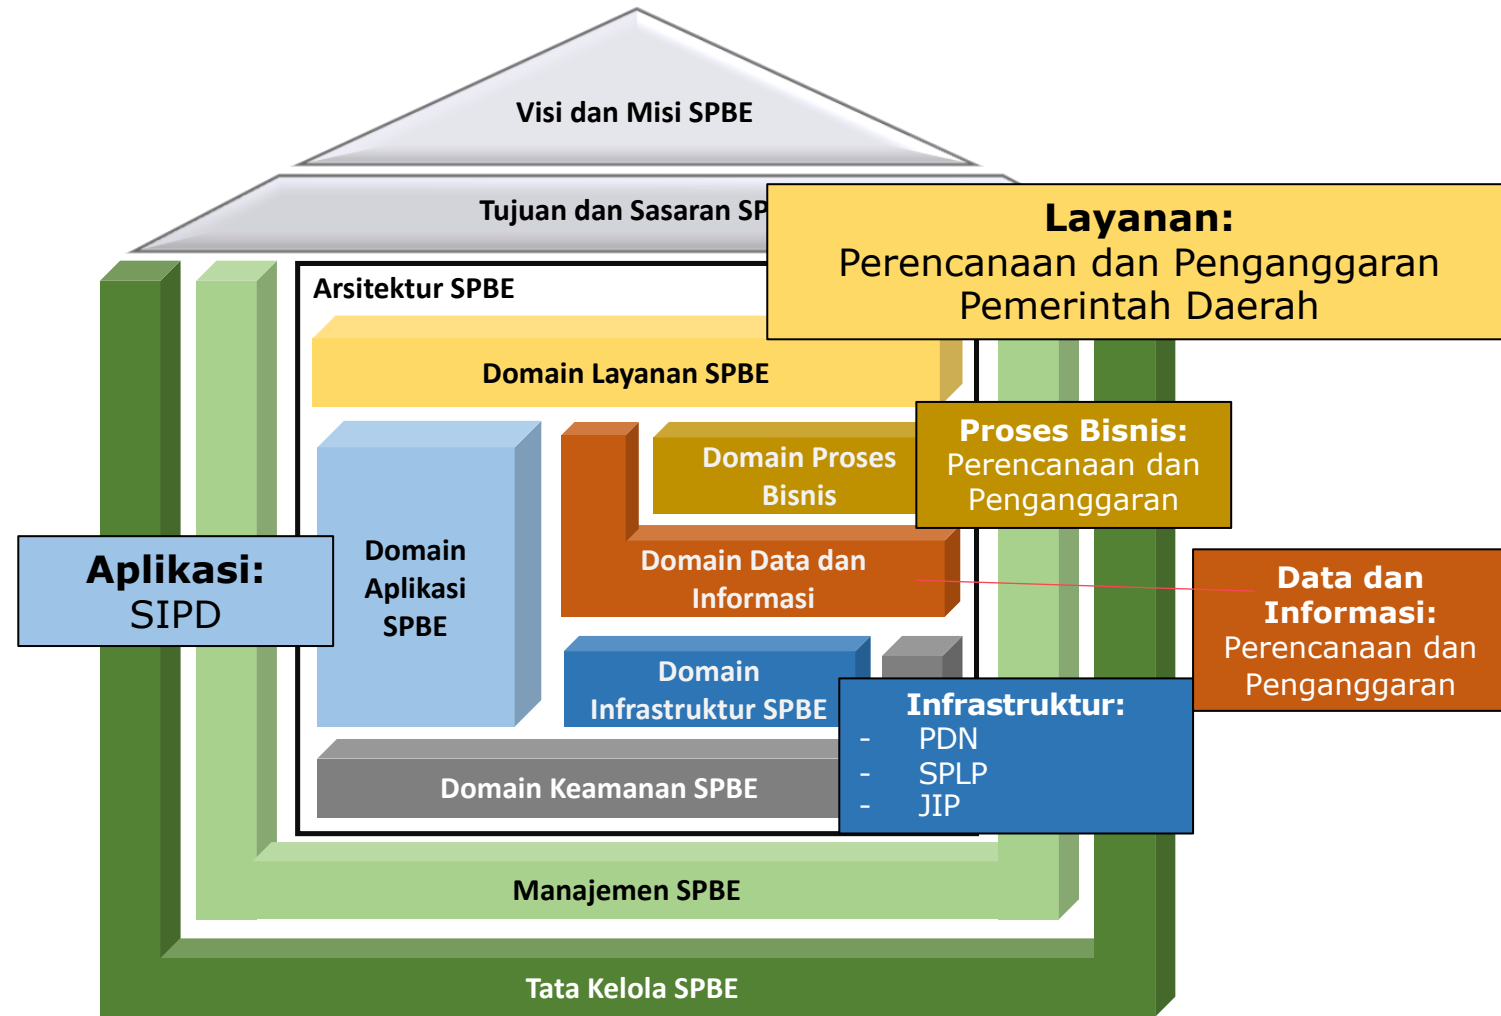 Visi dan Misi SPBE
Tujuan dan Sasaran SP
Layanan:
Perencanaan dan Penganggaran
Pemerintah Daerah
Arsitektur SPBE
Domain Layanan SPBE
Domain Proses
Bisnis
Proses Bisnis:
Perencanaan dan
Penganggaran
Domain
Aplikasi
SPBE
Aplikasi:
SIPD
Domain Data dan
Informasi
Data dan
Informasi:
Perencanaan dan
Penganggaran
Domain
Infrastruktur SPBE
Infrastruktur:
- PDN
- SPLP
- JIP
Domain Keamanan SPBE
Manajemen SPBE
Tata Kelola SPBE